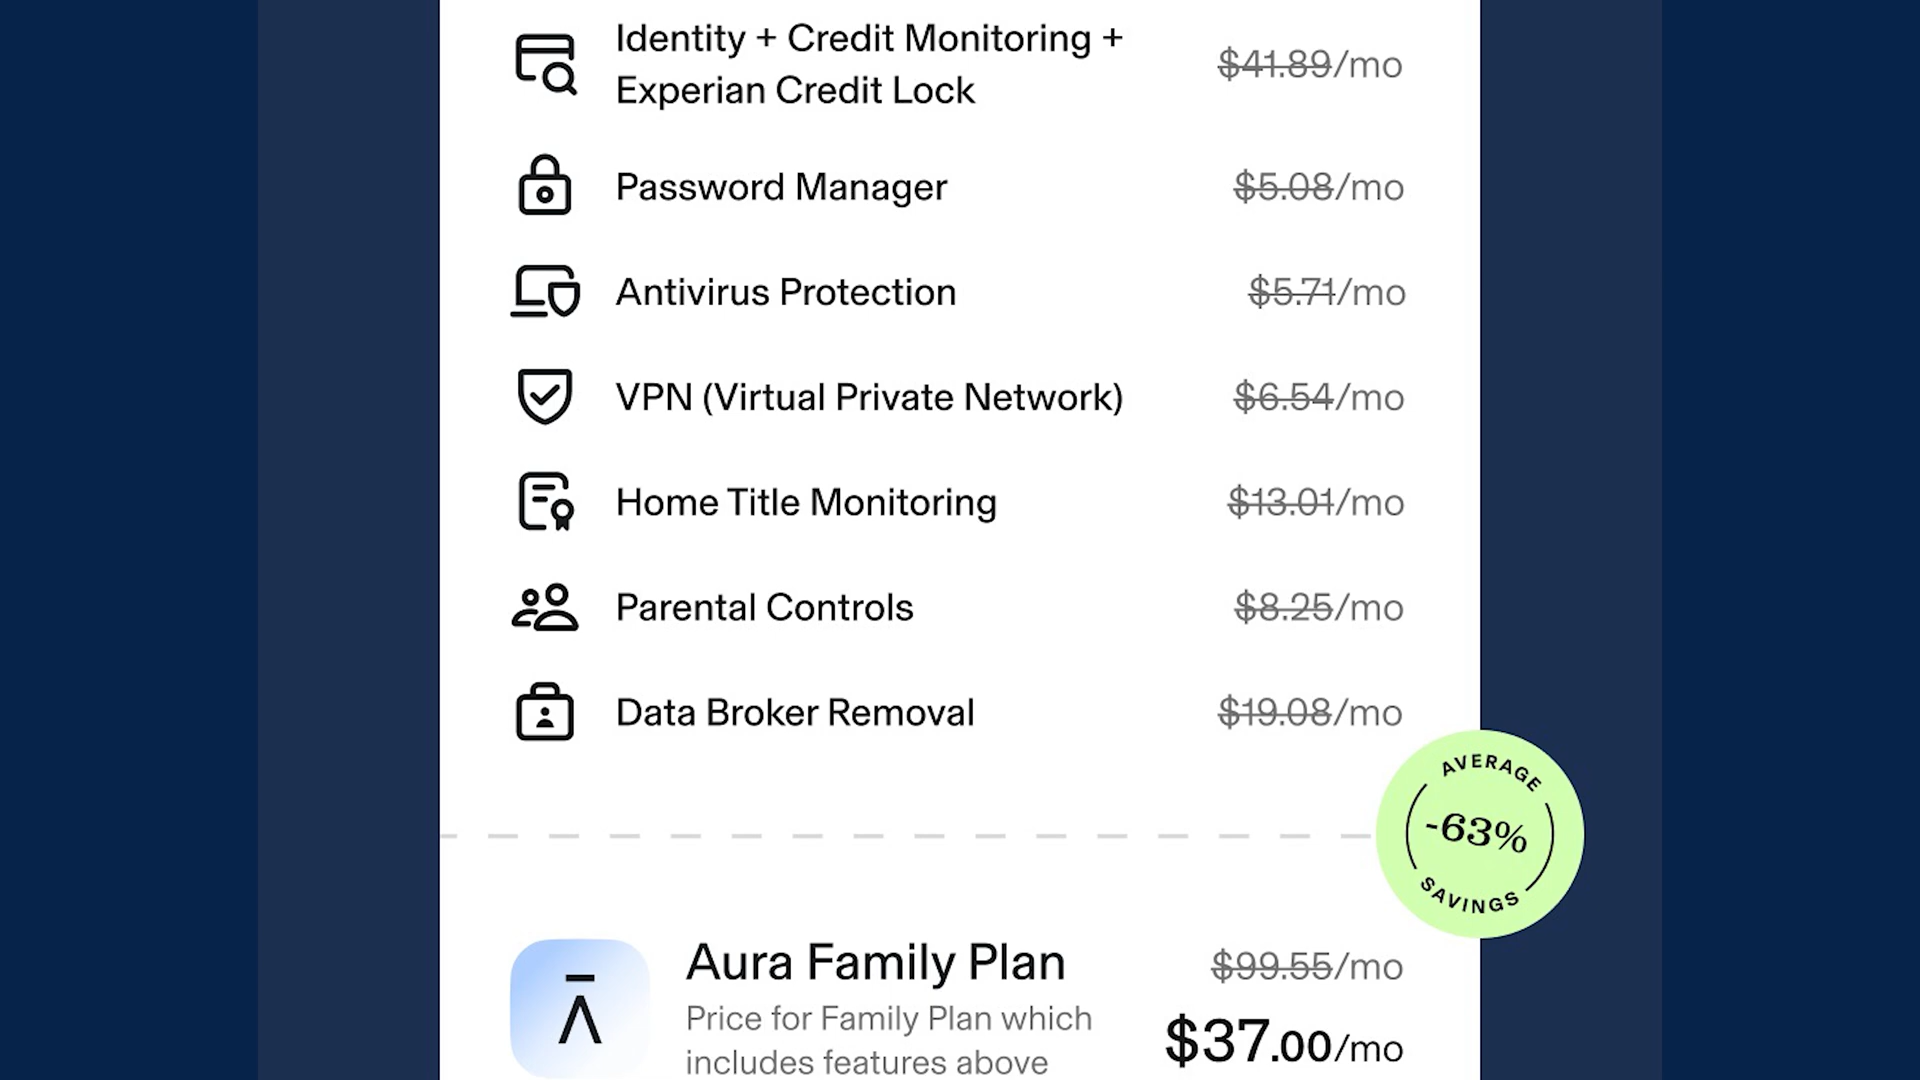 Identity + Credit Monitoring +
Experian Credit Lock
$41.89/mo
Password Manager
$5.08/mo
Antivirus Protection
$5.71/mo
VPN (Virtual Private Network)
$6.54/mo
Home Title Monitoring
$13.01/mo
Parental Controls
$8.25/mo
Data Broker Removal
$19.08/mo
AVERAGE
-63%
SAVINGS
Aura Family Plan
$99.55/mo
Price for Family Plan which
includes features above
$37.00/mo